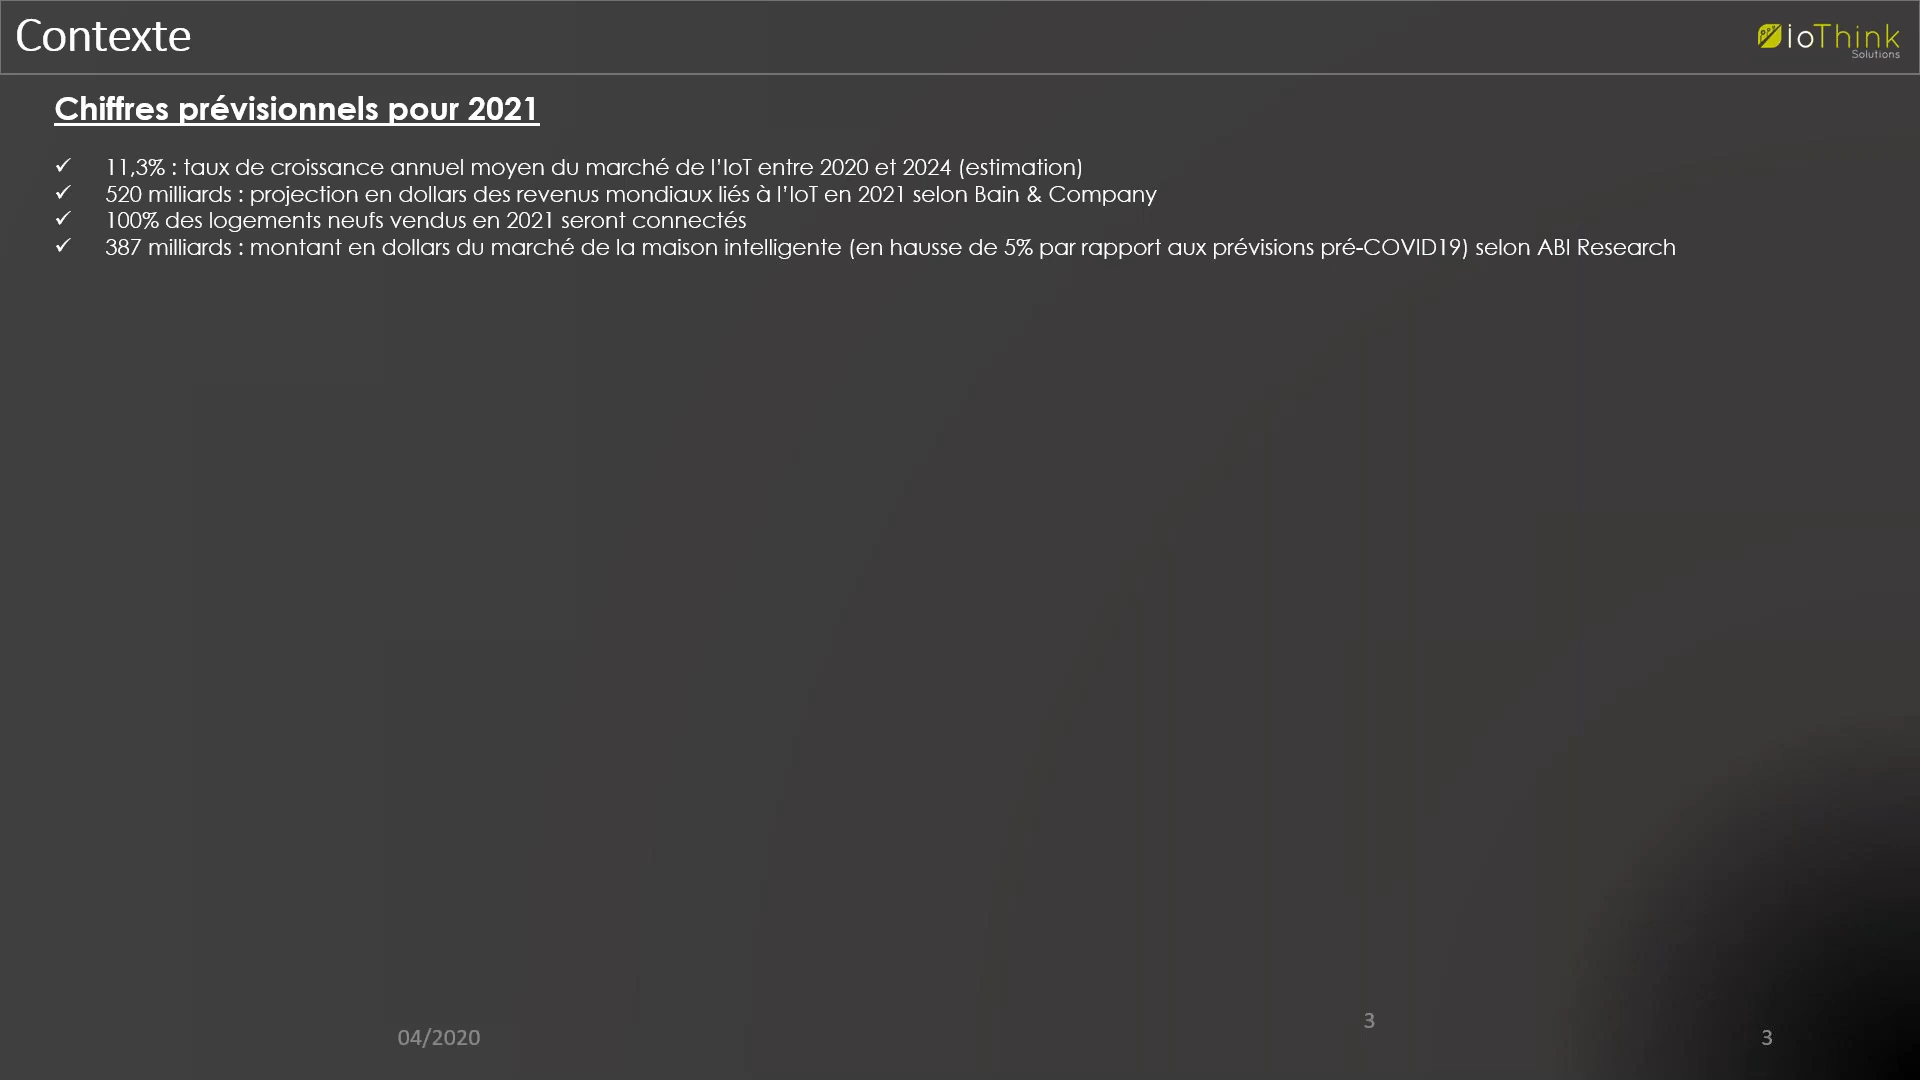 Contexte
ioThink
Solutions
Chiffres prévisionnels pour 2021
✓ 11,3% : taux de croissance annuel moyen du marché de l’IoT entre 2020 et 2024 (estimation)
✓ 520 milliards : projection en dollars des revenus mondiaux liés à l’IoT en 2021 selon Bain & Company
✓ 100% des logements neufs vendus en 2021 seront connectés
✓ 387 milliards : montant en dollars du marché de la maison intelligente (en hausse de 5% par rapport aux prévisions pré-COVID19) selon ABI Research
3
04/2020
3